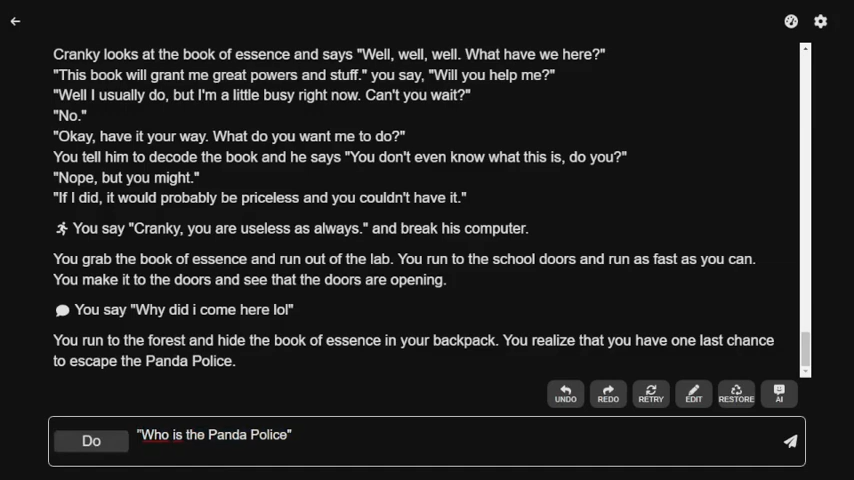 Cranky looks at the book of essence and says "Well, well, well. What have we here?"
"This book will grant me great powers and stuff." you say, "Will you help me?"
"Well I usually do, but I'm a little busy right now. Can't you wait?"
"No."
"Okay, have it your way. What do you want me to do?"
You tell him to decode the book and he says "You don't even know what this is, do you?"
"Nope, but you might."
"If I did, it would probably be priceless and you couldn't have it."
You say "Cranky, you are useless as always." and break his computer.
You grab the book of essence and run out of the lab. You run to the school doors and run as fast as you can.
You make it to the doors and see that the doors are opening.
You say "Why did i come here lol"
You run to the forest and hide the book of essence in your backpack. You realize that you have one last chance
to escape the Panda Police.
UNDO REDO RETRY EDIT RESTORE AI
Do "Who is the Panda Police"